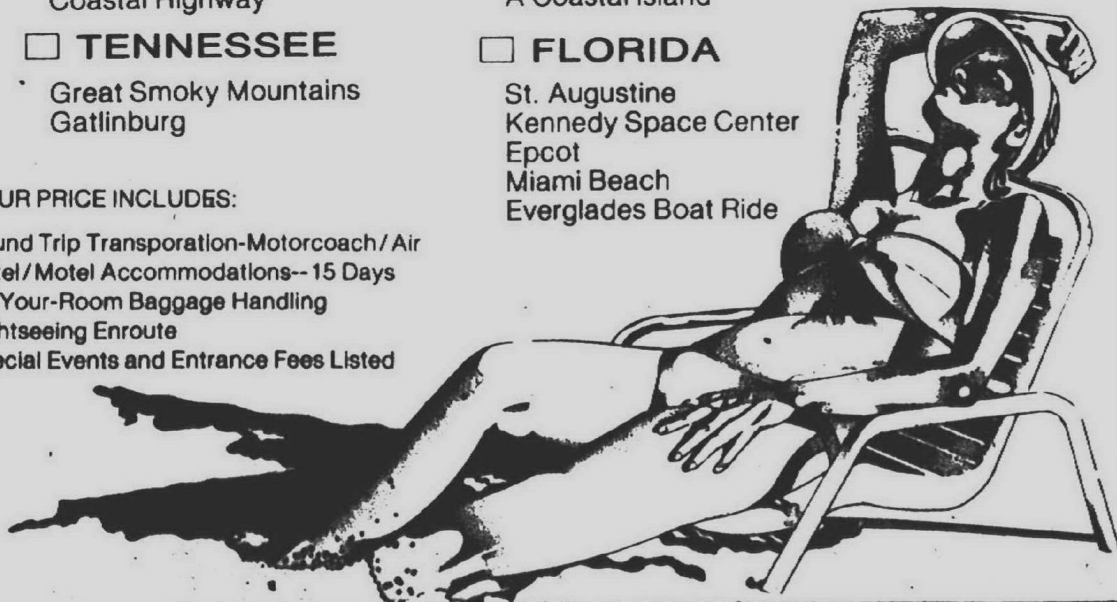 Coastal Highway
☐ TENNESSEE
Great Smoky Mountains
Gatlinburg
A Coastal Island
☐ FLORIDA
St. Augustine
Kennedy Space Center
Epcot
Miami Beach
Everglades Boat Ride
UR PRICE INCLUDES:
und Trip Transporation-Motorcoach/Air
tel/Motel Accommodations--15 Days
Your-Room Baggage Handling
htseeing Enroute
ecial Events and Entrance Fees Listed